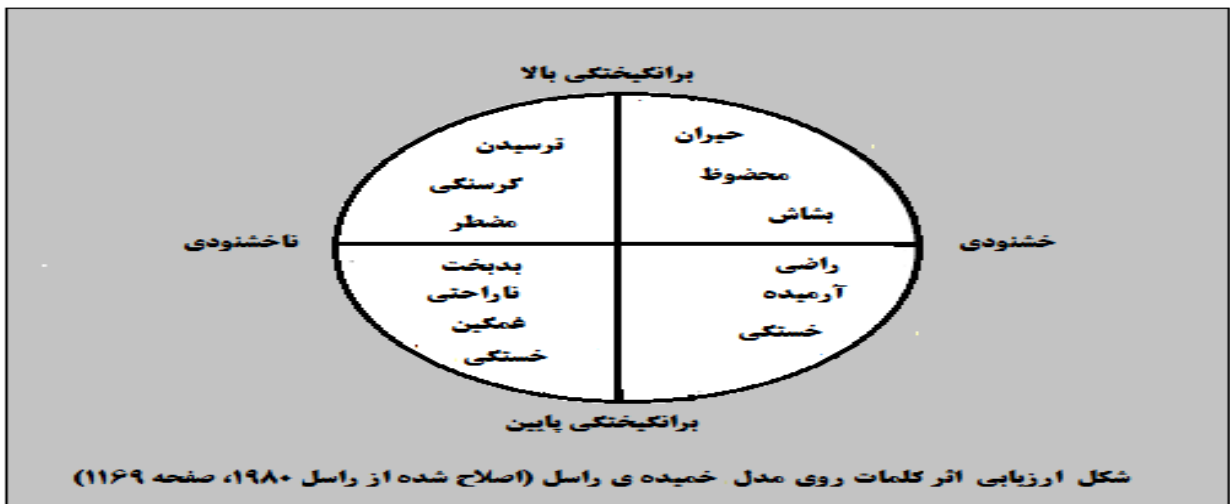 برانگیختگی بالا
حیران
ترسیدن
محضوظ
گرسنگی
بشاش
مضطر
خشنودی
ناخشنودی
راضی
بدبخت
آرمیده
ناراحتی
خستگی
غمگین
خستگی
برانگیختگی پایین
شکل ارزیابی اثر کلمات روی مدل خمیده ی راسل (اصلاح شده از راسل ۱۹۸۰، صفحه ۱۱۶۹)